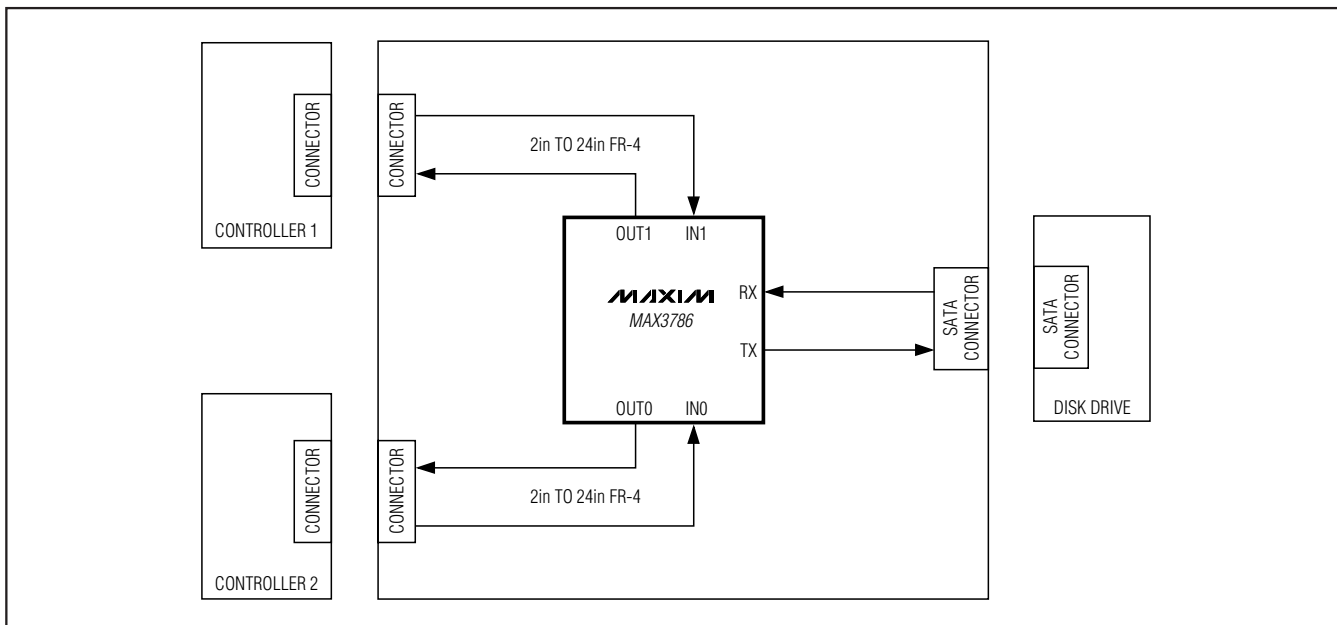 CONNECTOR
CONTROLLER 1
CONNECTOR
2in TO 24in FR-4
OUT1 IN1
MAXIM
MAX3786
RX
TX
OUT0 IN0
SATA
CONNECTOR
SATA
CONNECTOR
DISK DRIVE
CONNECTOR
CONTROLLER 2
CONNECTOR
2in TO 24in FR-4